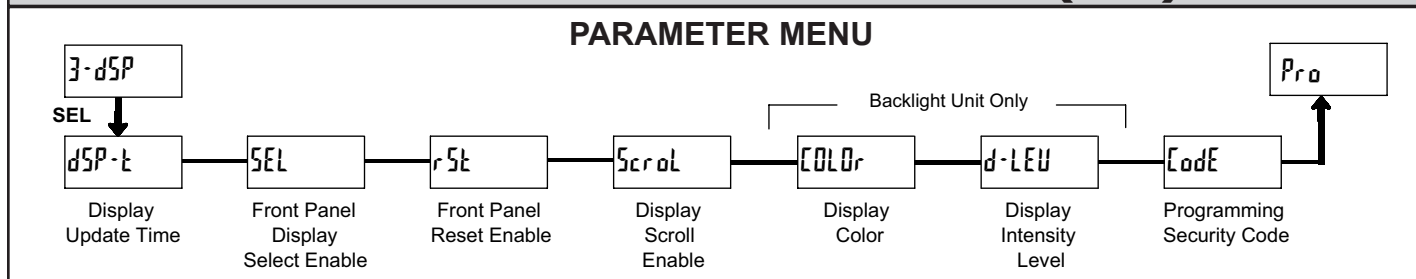 PARAMETER MENU
3-dSP
Pro
SEL
Backlight Unit Only
dSP-t
SEL
rSt
ScroL
COLOr
d-LEV
CodE
Display
Update Time
Front Panel
Display
Select Enable
Front Panel
Reset Enable
Display
Scroll
Enable
Display
Color
Display
Intensity
Level
Programming
Security Code